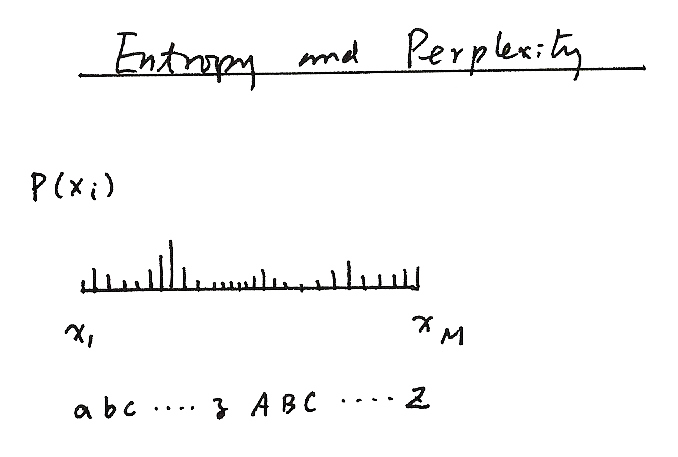 Entropy and Perplexity
P(xi)
x1 xM
a b c .... z A B C .... Z